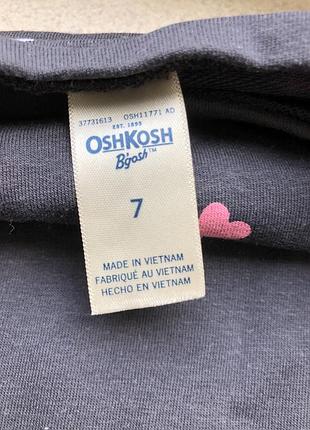 37731613 OSH11771 AD
EST. 1895
OSHKOSH
B'gosh
7
MADE IN VIETNAM
FABRIQUÉ AU VIETNAM
HECHO EN VIETNAM